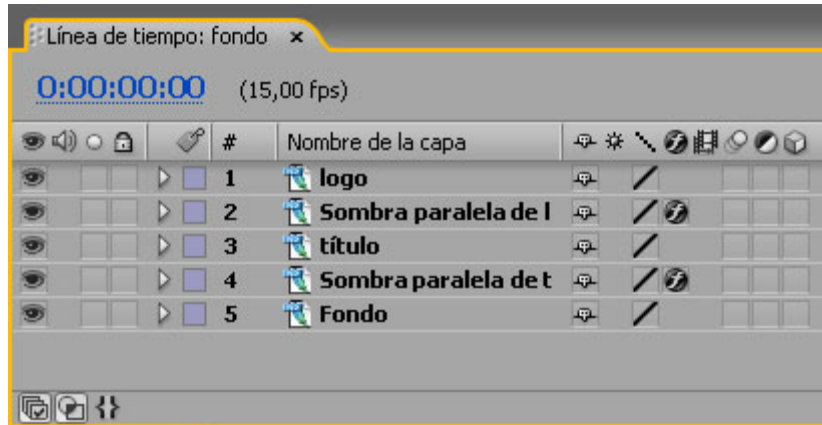 Línea de tiempo: fondo ×
0:00:00:00 (15,00 fps)
# Nombre de la capa
1 logo
2 Sombra paralela de l
3 título
4 Sombra paralela de t
5 Fondo